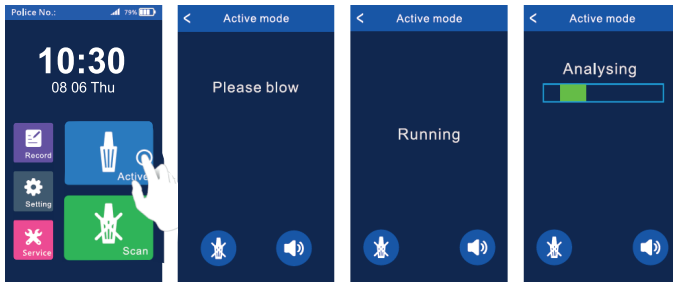 Police No.: 79%
10:30
08 06 Thu
Record
Active
Setting
Scan
Service
< Active mode
Please blow
< Active mode
Running
< Active mode
Analysing